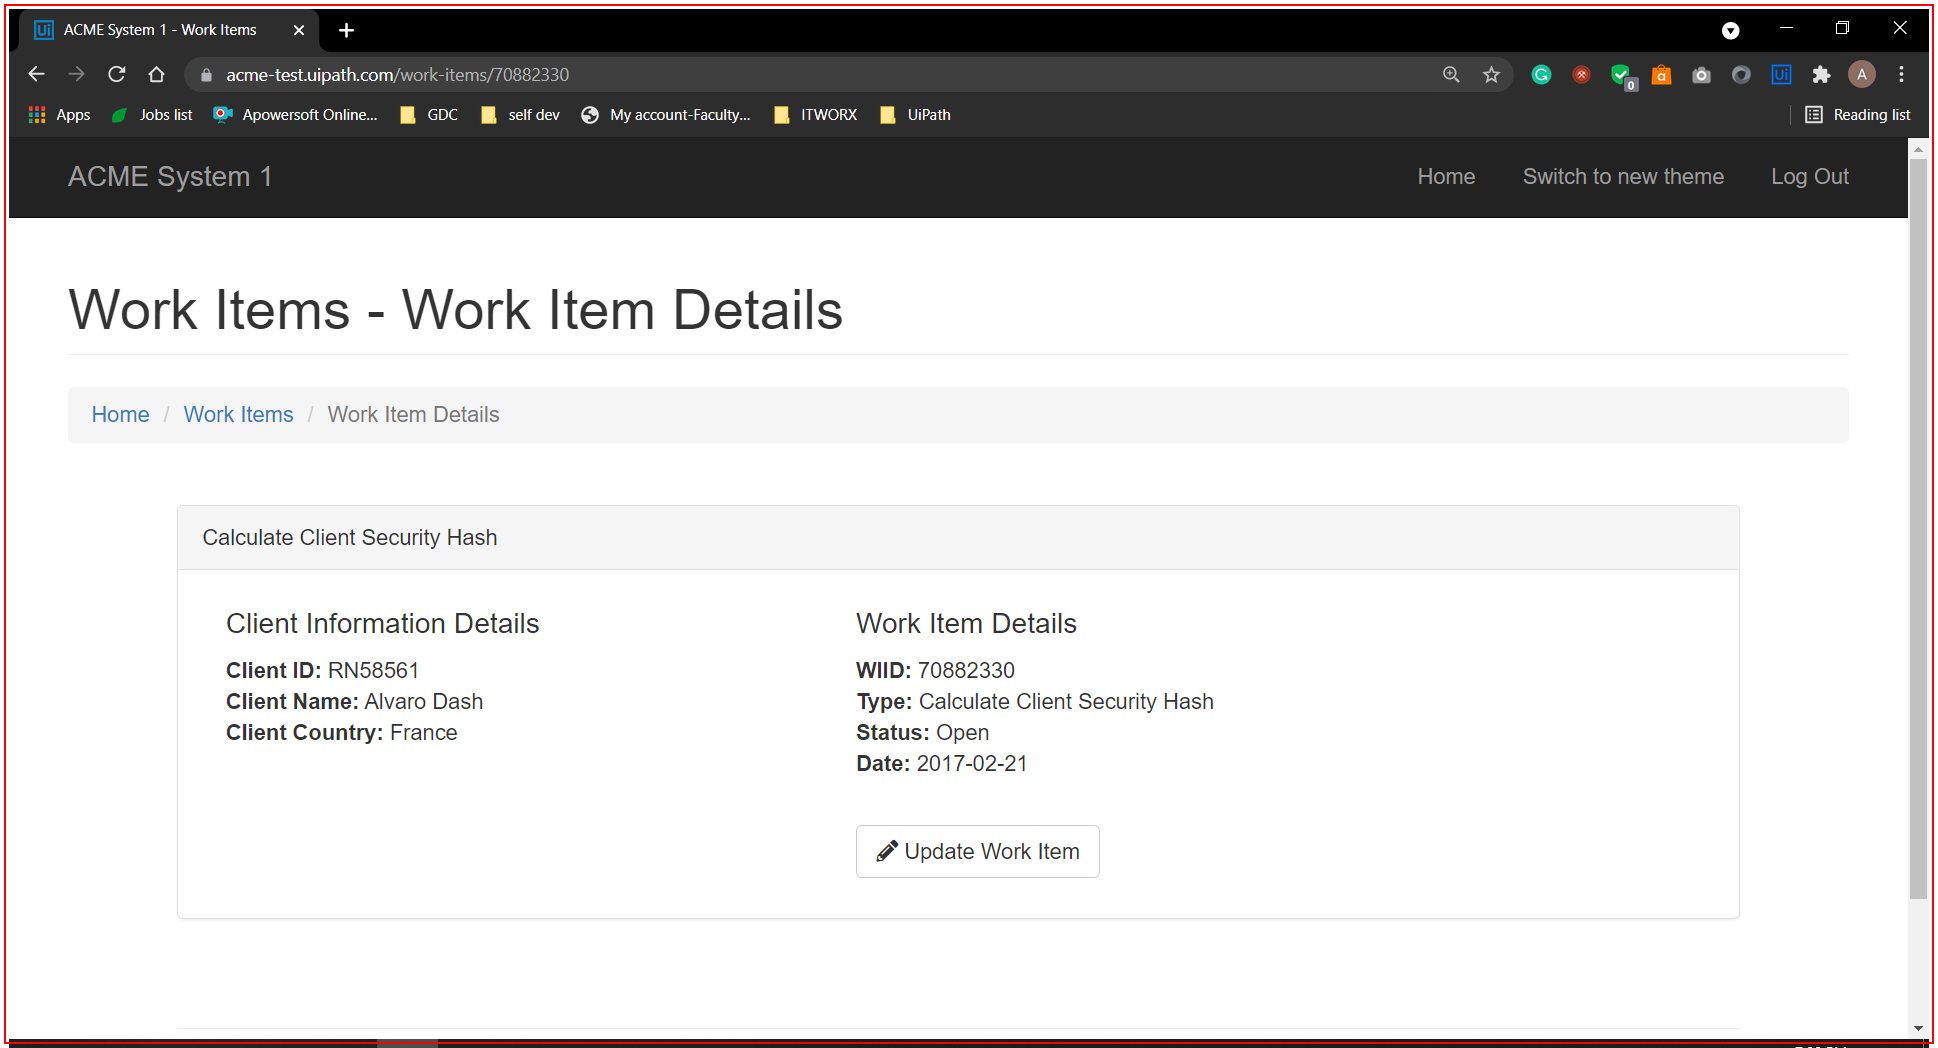 ACME System 1 - Work Items
acme-test.uipath.com/work-items/70882330
Apps Jobs list Apowersoft Online... GDC self dev My account-Faculty... ITWORX UiPath Reading list
ACME System 1 Home Switch to new theme Log Out
Work Items - Work Item Details
Home / Work Items / Work Item Details
Calculate Client Security Hash
Client Information Details
Client ID: RN58561
Client Name: Alvaro Dash
Client Country: France
Work Item Details
WIID: 70882330
Type: Calculate Client Security Hash
Status: Open
Date: 2017-02-21
Update Work Item